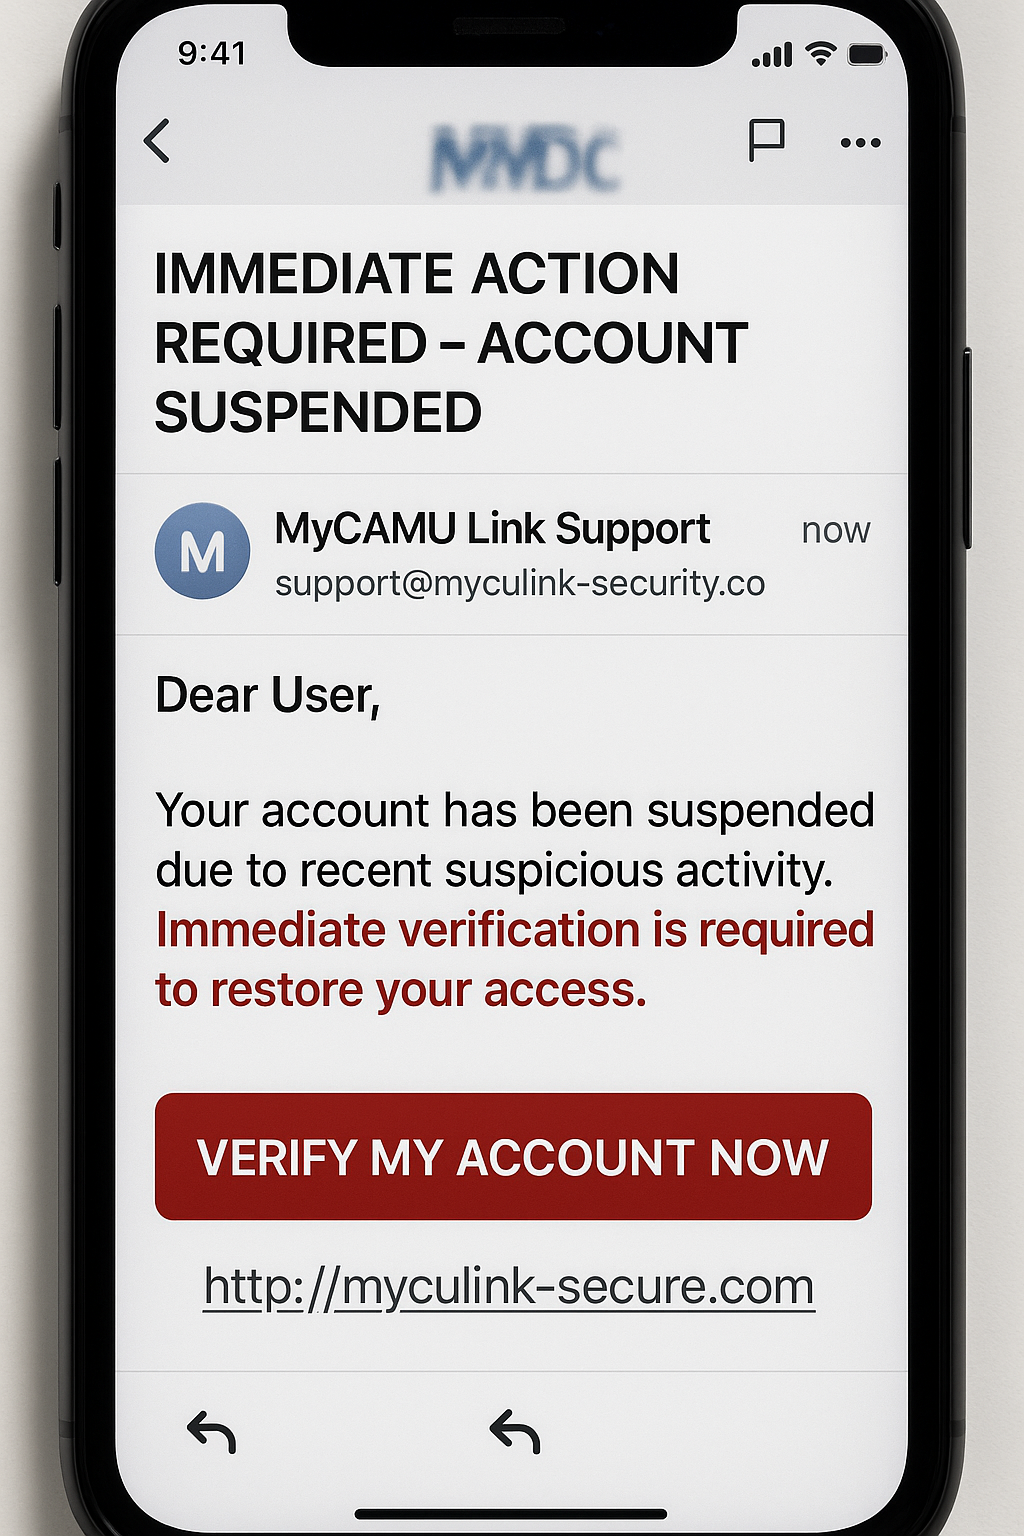 9:41
MMDC
IMMEDIATE ACTION
REQUIRED – ACCOUNT
SUSPENDED
M
MyCAMU Link Support
now
support@myculink-security.co
Dear User,
Your account has been suspended
due to recent suspicious activity.
Immediate verification is required
to restore your access.
VERIFY MY ACCOUNT NOW
http://myculink-secure.com